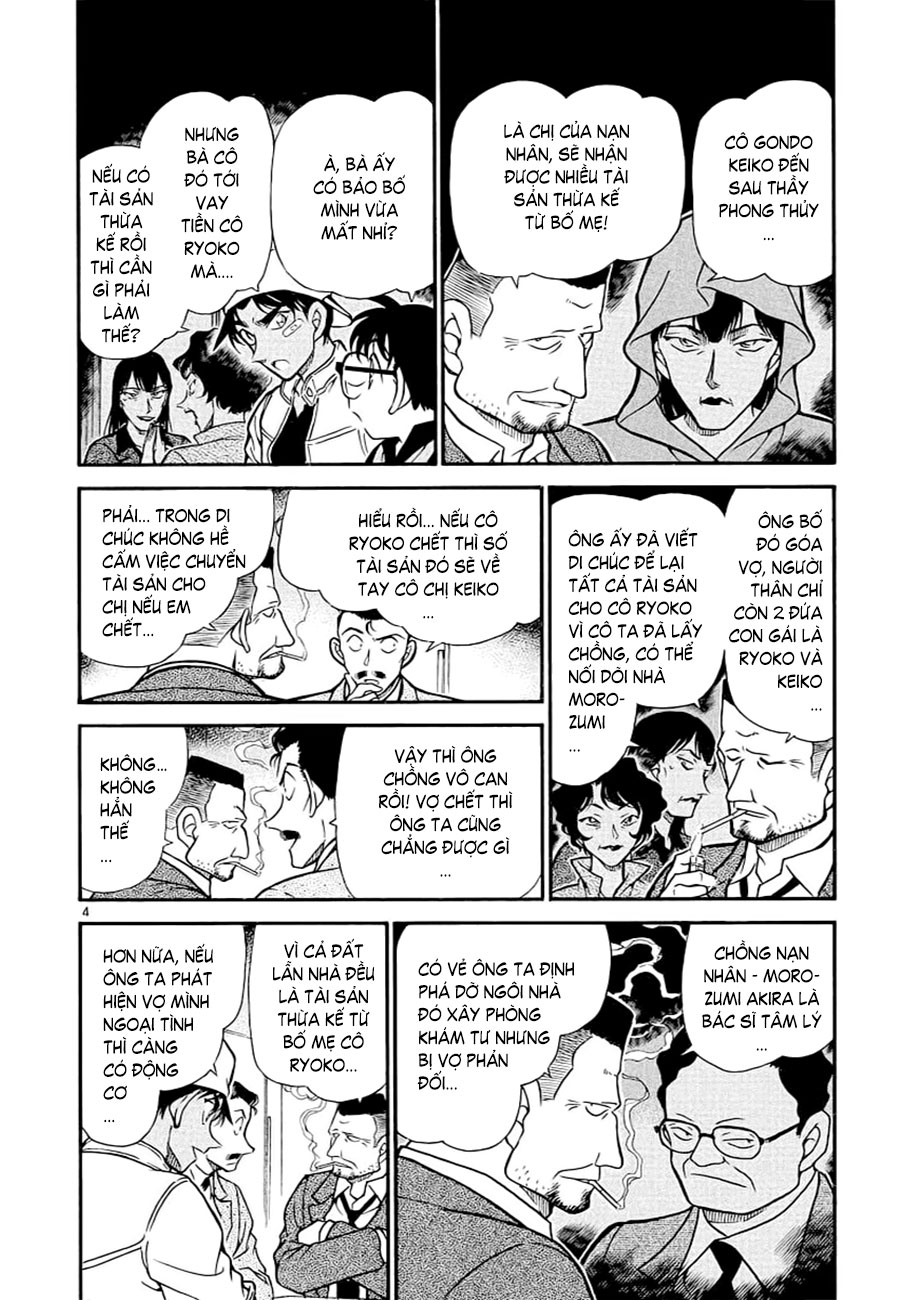 CÔ GONDO
KEIKO ĐẾN
SAU THẦY
PHONG THỦY
...
LÀ CHỊ CỦA NẠN
NHÂN, SẼ NHẬN
ĐƯỢC NHIỀU TÀI
SẢN THỪA KẾ
TỪ BỐ MẸ!
À, BÀ ẤY
CÓ BẢO BỐ
MÌNH VỪA
MẤT NHỈ?
NHƯNG
BÀ CÔ
ĐÓ TỚI
VAY
TIỀN CÔ
RYOKO
MÀ....
NẾU CÓ
TÀI SẢN
THỪA
KẾ RỒI
THÌ CẦN
GÌ PHẢI
LÀM
THẾ?
ÔNG BỐ
ĐÓ GÓA
VỢ, NGƯỜI
THÂN CHỈ
CÒN 2 ĐỨA
CON GÁI LÀ
RYOKO VÀ
KEIKO
...
ÔNG ẤY ĐÃ VIẾT
DI CHÚC ĐỂ LẠI
TẤT CẢ TÀI SẢN
CHO CÔ RYOKO
VÌ CÔ TA ĐÃ LẤY
CHỒNG, CÓ THỂ
NỐI DÕI NHÀ
MORO-
ZUMI
...
HIỂU RỒI... NẾU CÔ
RYOKO CHẾT THÌ SỐ
TÀI SẢN ĐÓ SẼ VỀ
TAY CÔ CHỊ KEIKO
...
PHẢI... TRONG DI
CHÚC KHÔNG HỀ
CẤM VIỆC CHUYỂN
TÀI SẢN CHO
CHỊ NẾU EM
CHẾT...
VẬY THÌ ÔNG
CHỒNG VÔ CAN
RỒI! VỢ CHẾT THÌ
ÔNG TA CŨNG
CHẲNG ĐƯỢC GÌ
...
KHÔNG...
KHÔNG
HẲN
THẾ
...
4
CHỒNG NẠN
NHÂN - MORO-
ZUMI AKIRA LÀ
BÁC SĨ TÂM LÝ
...
CÓ VẺ ÔNG TA ĐỊNH
PHÁ DỠ NGÔI NHÀ
ĐÓ XÂY PHÒNG
KHÁM TƯ NHƯNG
BỊ VỢ PHẢN
ĐỐI...
VÌ CẢ ĐẤT
LẪN NHÀ ĐỀU
LÀ TÀI SẢN
THỪA KẾ TỪ
BỐ MẸ CÔ
RYOKO...
HƠN NỮA, NẾU
ÔNG TA PHÁT
HIỆN VỢ MÌNH
NGOẠI TÌNH
THÌ CÀNG
CÓ ĐỘNG
CƠ
...